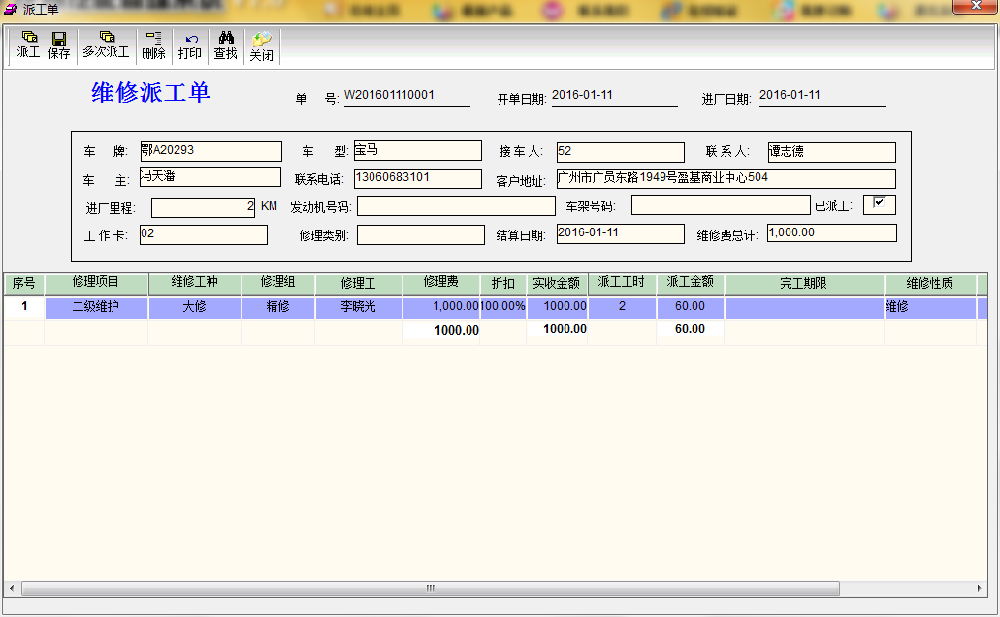 派工单
派工 保存 多次派工 删除 打印 查找 关闭
维修派工单 单 号: W201601110001 开单日期: 2016-01-11 进厂日期: 2016-01-11
车 牌: 鄂A20293 车 型: 宝马 接 车 人: 52 联 系 人: 谭志德
车 主: 冯天潘 联系电话: 13060683101 客户地址: 广州市广员东路1949号盈基商业中心504
进厂里程: 2 KM 发动机号码: 车架号码: 已派工:
工 作 卡: 02 修理类别: 结算日期: 2016-01-11 维修费总计: 1,000.00
序号 修理项目 维修工种 修理组 修理工 修理费 折扣 实收金额 派工工时 派工金额 完工期限 维修性质
1 二级维护 大修 精修 李晓光 1,000.00 100.00% 1000.00 2 60.00 维修
1000.00 1000.00 60.00